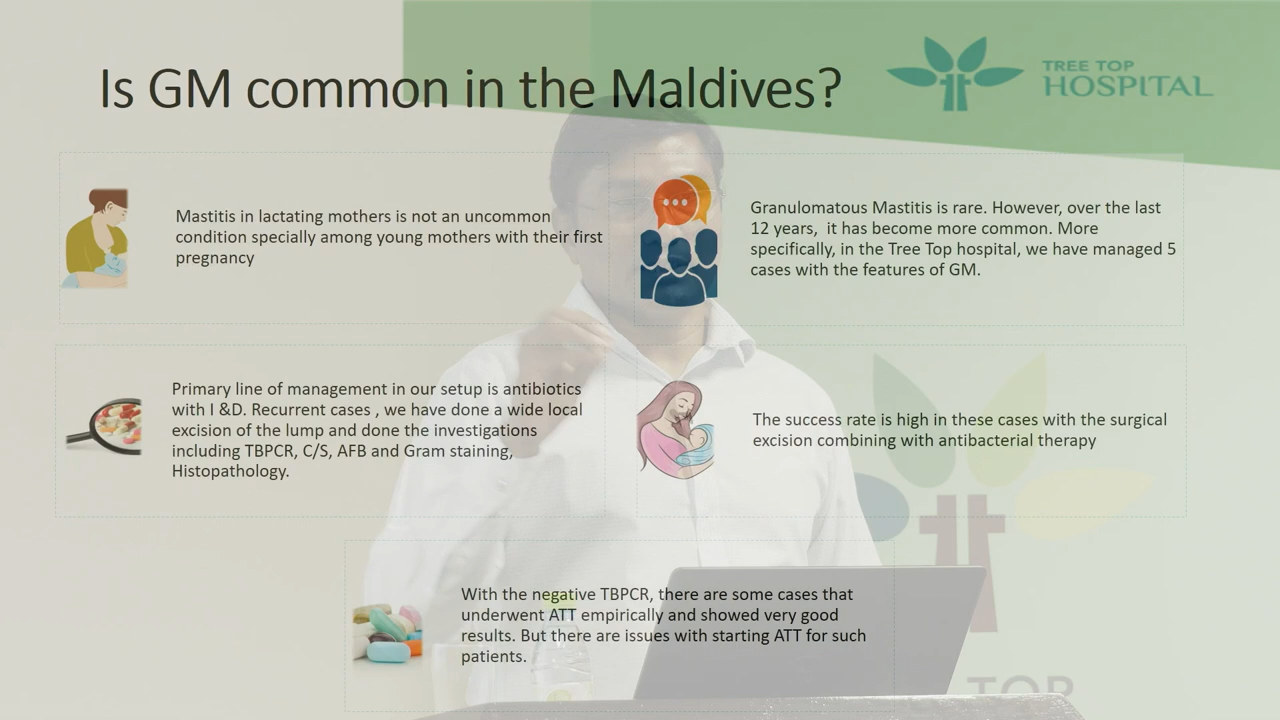 Is GM common in the Maldives?
TREE TOP
HOSPITAL
Mastitis in lactating mothers is not an uncommon
condition specially among young mothers with their first
pregnancy
Granulomatous Mastitis is rare. However, over the last
12 years,  it has become more common. More
specifically, in the Tree Top hospital, we have managed 5
cases with the features of GM.
Primary line of management in our setup is antibiotics
with I &D. Recurrent cases , we have done a wide local
excision of the lump and done the investigations
including TBPCR, C/S, AFB and Gram staining,
Histopathology.
The success rate is high in these cases with the surgical
excision combining with antibacterial therapy
With the negative TBPCR, there are some cases that
underwent ATT empirically and showed very good
results. But there are issues with starting ATT for such
patients.
TOP